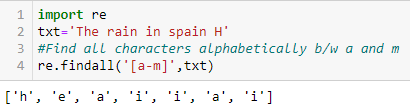 1 import re
2 txt='The rain in spain H'
3 #Find all characters alphabetically b/w a and m
4 re.findall('[a-m]',txt)
['h', 'e', 'a', 'i', 'i', 'a', 'i']